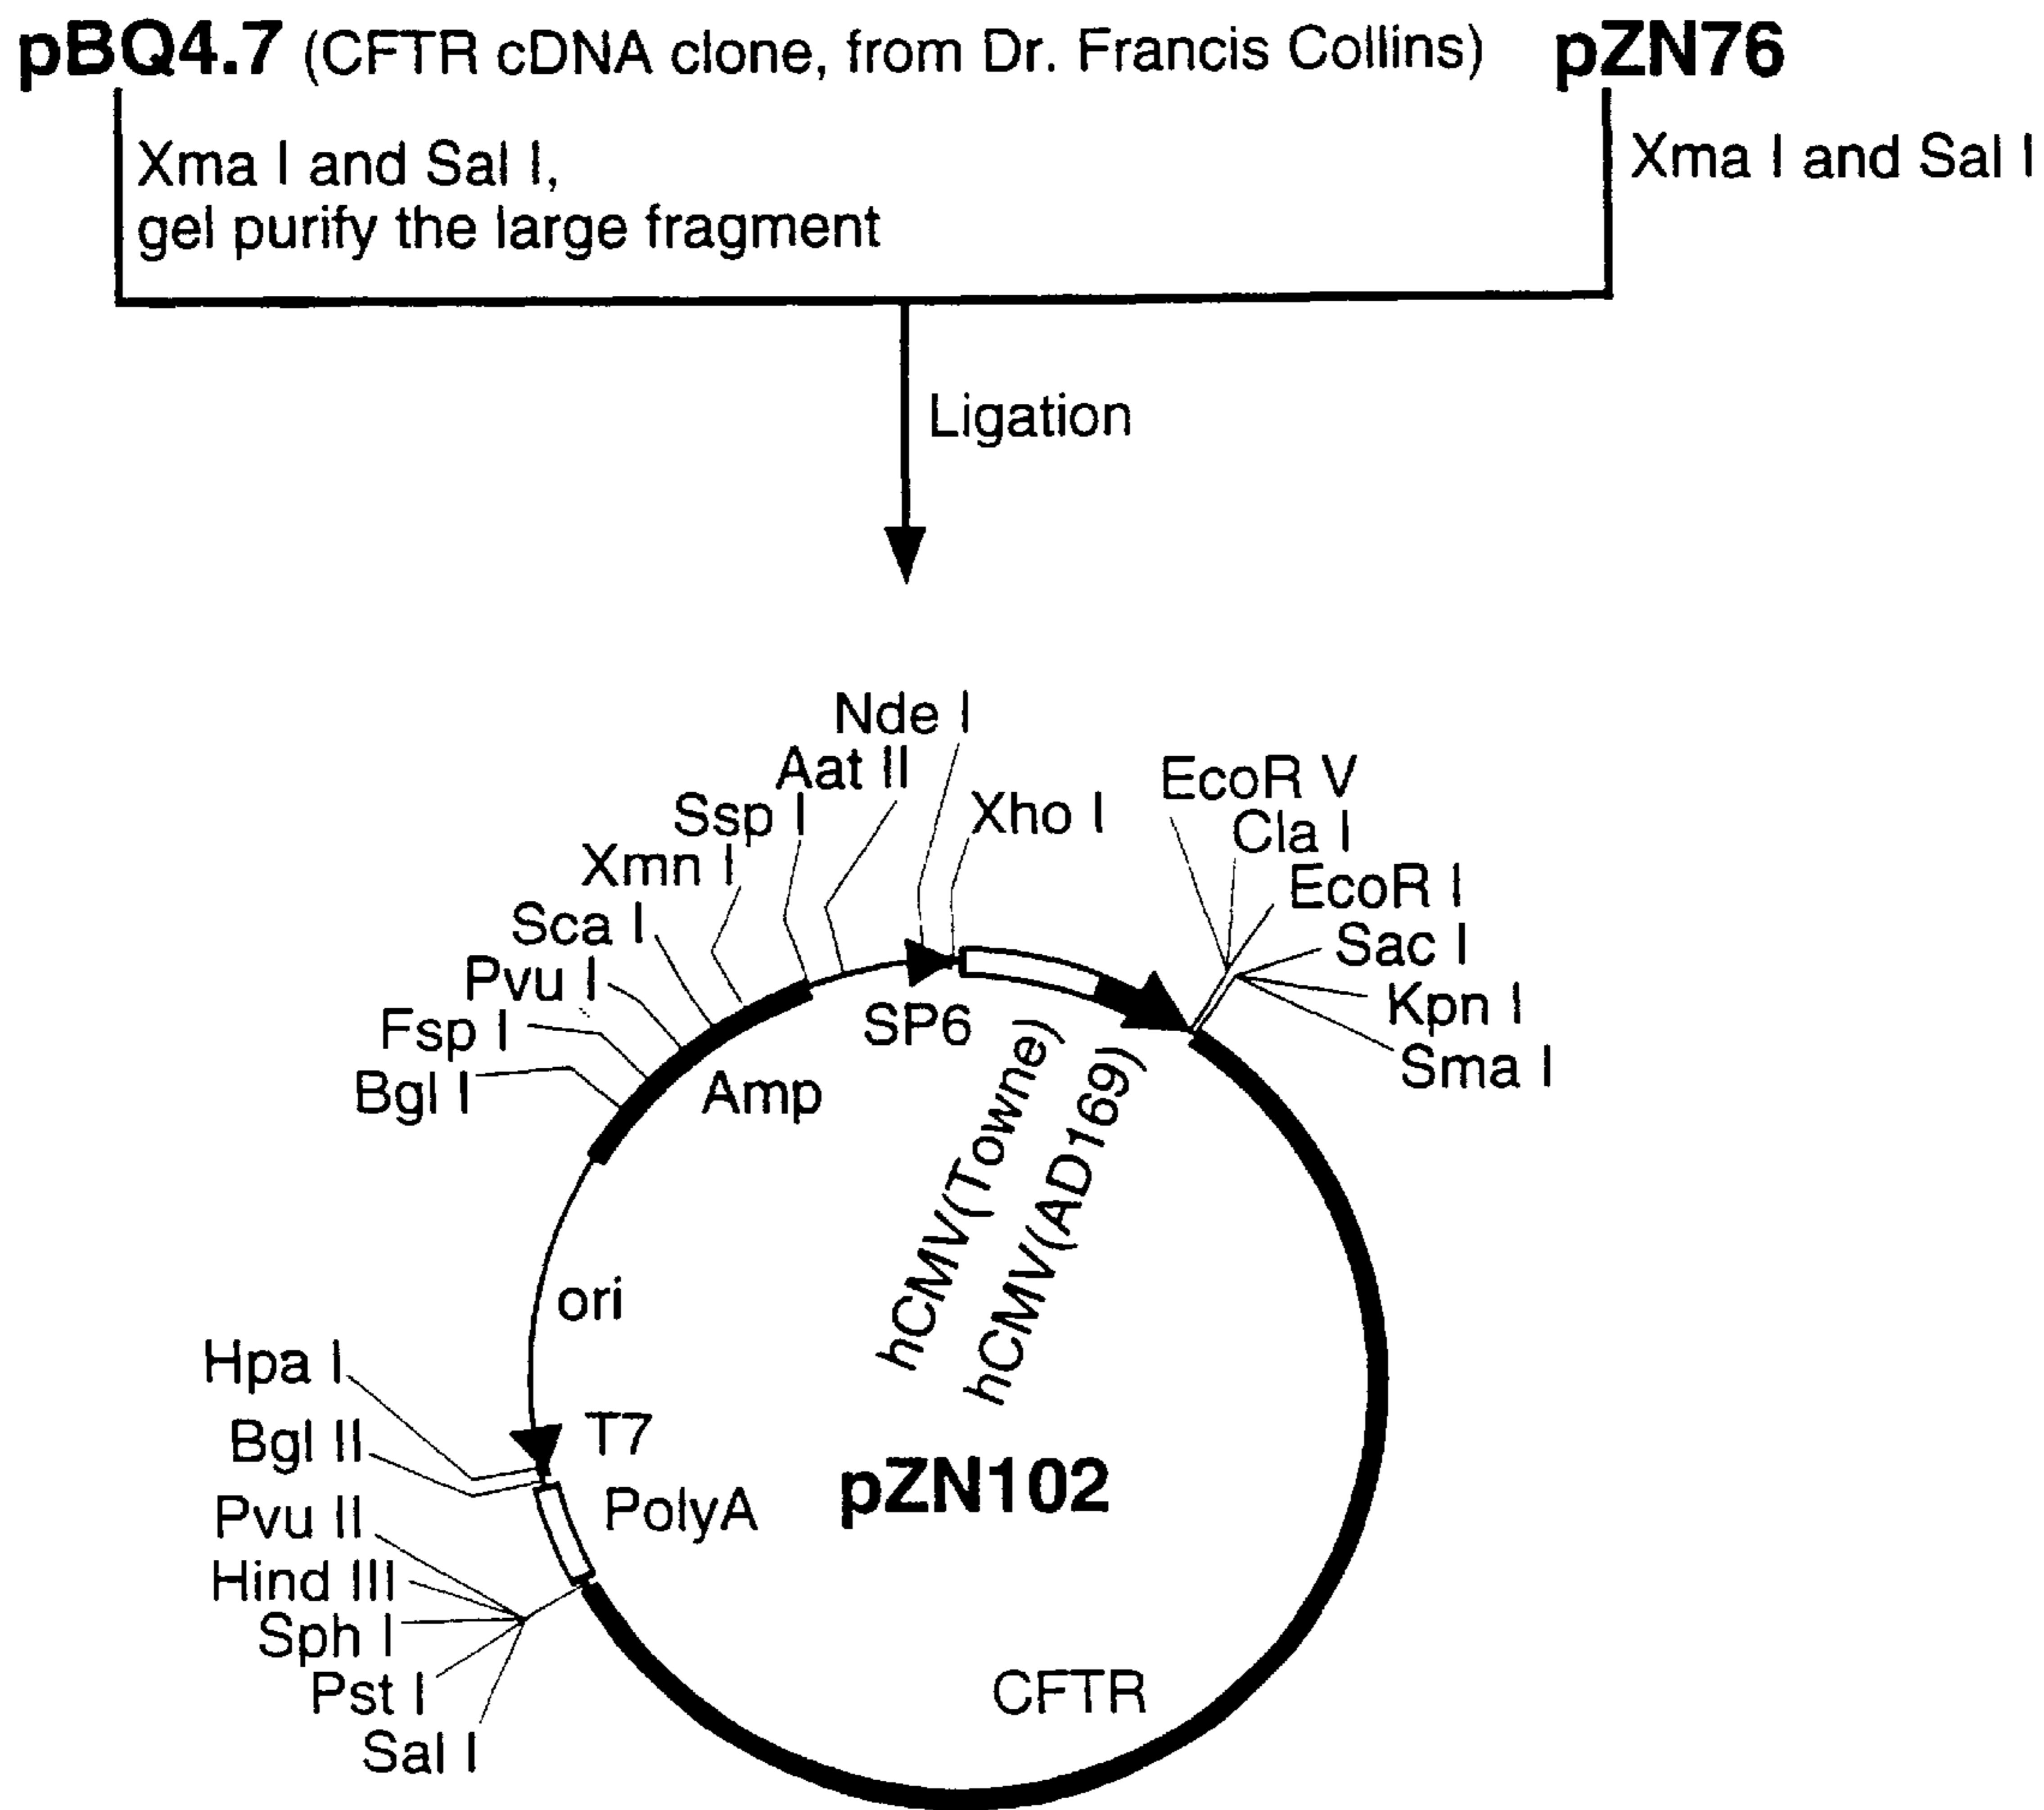 pBQ4.7 (CFTR cDNA clone, from Dr. Francis Collins)
pZN76
Xma I and Sal I,
gel purify the large fragment
Xma I and Sal I
Ligation
Nde I
Aat II
Ssp I
Xmn I
Sca I
Pvu I
Fsp I
Bgl I
Xho I
EcoR V
Cla I
EcoR I
Sac I
Kpn I
Sma I
SP6
Amp
hCMV(Towne)
hCMV(AD169)
ori
Hpa I
Bgl II
Pvu II
Hind III
Sph I
Pst I
Sal I
T7
PolyA
pZN102
CFTR